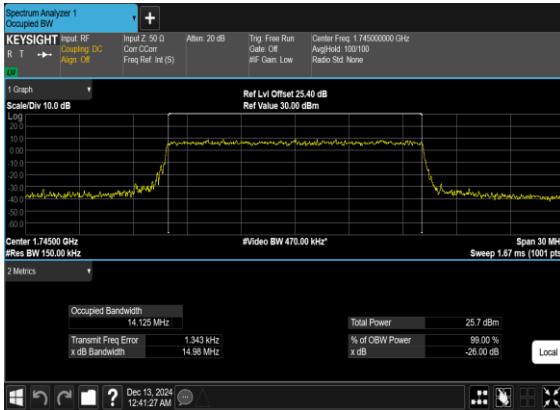 Spectrum Analyzer 1
Occupied BW
+
KEYSIGHT
R T
LW
Input: RF
Coupling: DC
Align: Off
Input Z: 50 Ω
Corr CCorr
Freq Ref: Int (S)
Atten: 20 dB
Trig: Free Run
Gate: Off
#IF Gain: Low
Center Freq: 1.745000000 GHz
Avg|Hold: 100/100
Radio Std: None
1 Graph
Scale/Div 10.0 dB
Ref Lvl Offset 25.40 dB
Ref Value 30.00 dBm
Log
20.0
10.0
0.00
-10.0
-20.0
-30.0
-40.0
-50.0
-60.0
Center 1.74500 GHz
#Res BW 150.00 kHz
#Video BW 470.00 kHz*
Span 30 MH
Sweep 1.67 ms (1001 pts
2 Metrics
Occupied Bandwidth
14.125 MHz
Transmit Freq Error 1.343 kHz
x dB Bandwidth 14.98 MHz
Total Power 25.7 dBm
% of OBW Power 99.00 %
x dB -26.00 dB
Local
?
Dec 13, 2024
12:41:27 AM